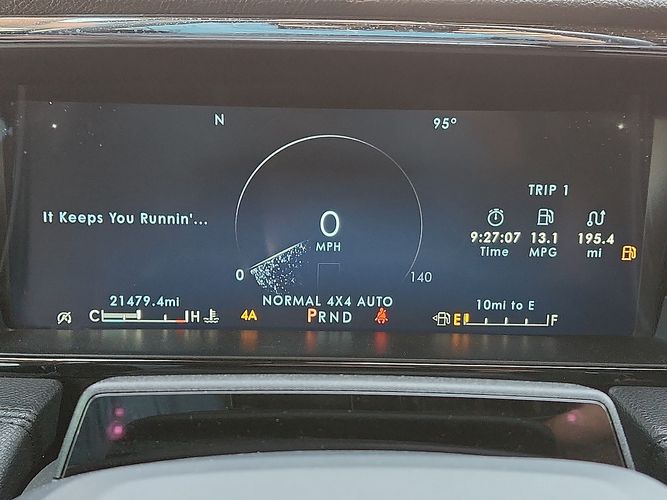 N
95°
TRIP 1
It Keeps You Runnin'...
0
MPH
9:27:07 13.1 195.4
Time MPG mi
0
140
21479.4mi
NORMAL 4X4 AUTO
10mi to E
C H
4A
PRND
E F